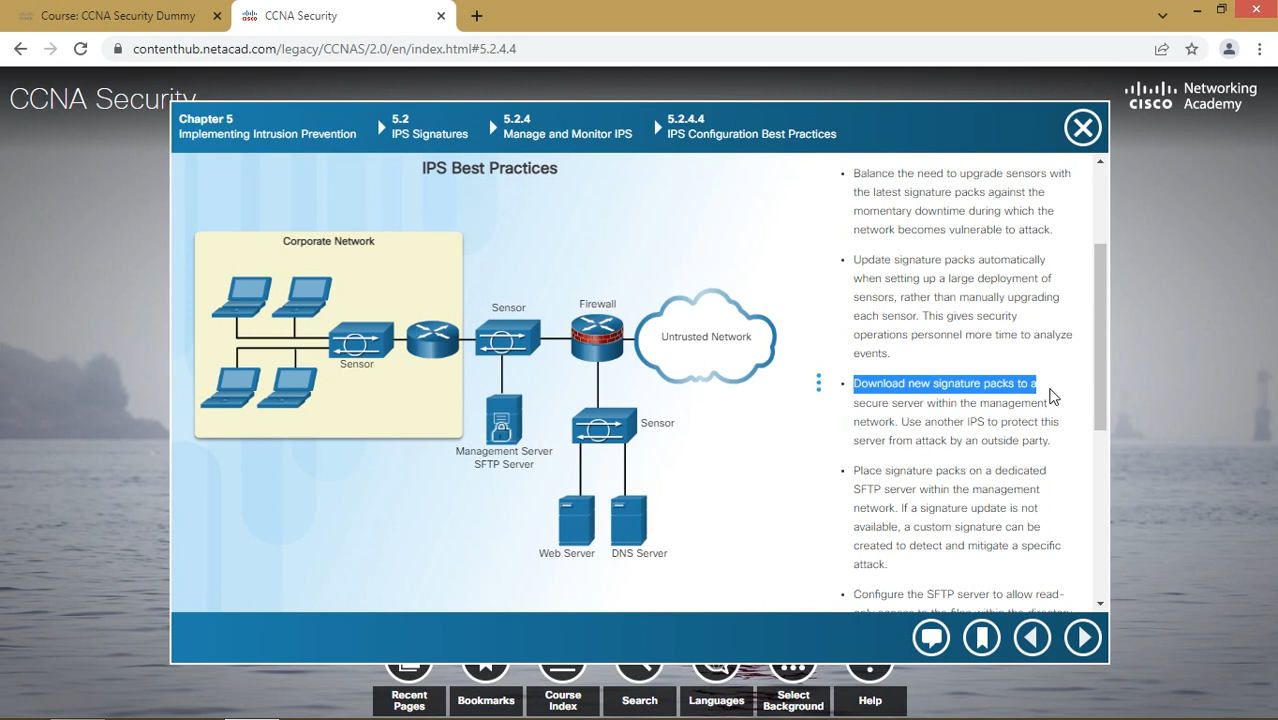 Course: CCNA Security Dummy
CCNA Security
contenthub.netacad.com/legacy/CCNAS/2.0/en/index.html#5.2.4.4
CCNA Security
Networking
CISCO Academy
Chapter 5
Implementing Intrusion Prevention
5.2
IPS Signatures
5.2.4
Manage and Monitor IPS
5.2.4.4
IPS Configuration Best Practices
IPS Best Practices
Corporate Network
Sensor
Sensor
Firewall
Untrusted Network
Management Server
SFTP Server
Sensor
Web Server
DNS Server
• Balance the need to upgrade sensors with
the latest signature packs against the
momentary downtime during which the
network becomes vulnerable to attack.
• Update signature packs automatically
when setting up a large deployment of
sensors, rather than manually upgrading
each sensor. This gives security
operations personnel more time to analyze
events.
• Download new signature packs to a
secure server within the management
network. Use another IPS to protect this
server from attack by an outside party.
• Place signature packs on a dedicated
SFTP server within the management
network. If a signature update is not
available, a custom signature can be
created to detect and mitigate a specific
attack.
• Configure the SFTP server to allow read-
only access to the files within the directory
Recent
Pages
Bookmarks
Course
Index
Search
Languages
Select
Background
Help